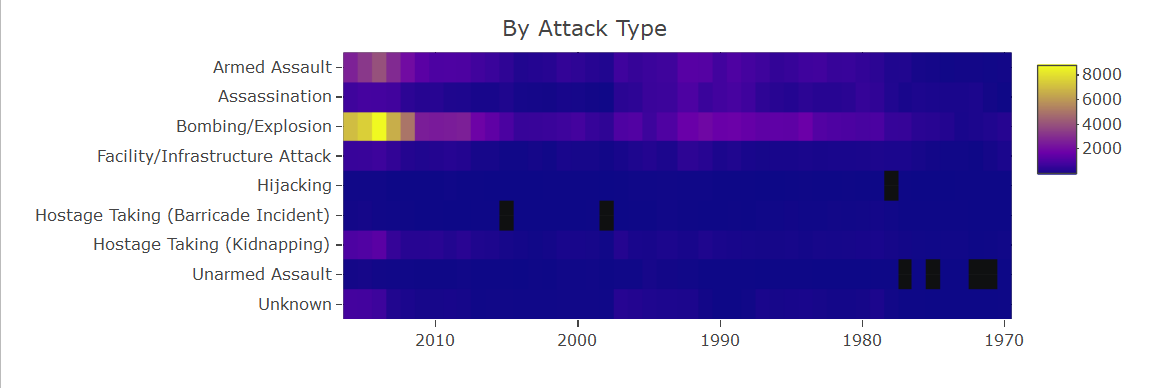 By Attack Type
Armed Assault
Assassination
Bombing/Explosion
Facility/Infrastructure Attack
Hijacking
Hostage Taking (Barricade Incident)
Hostage Taking (Kidnapping)
Unarmed Assault
Unknown
2010 2000 1990 1980 1970
8000
6000
4000
2000